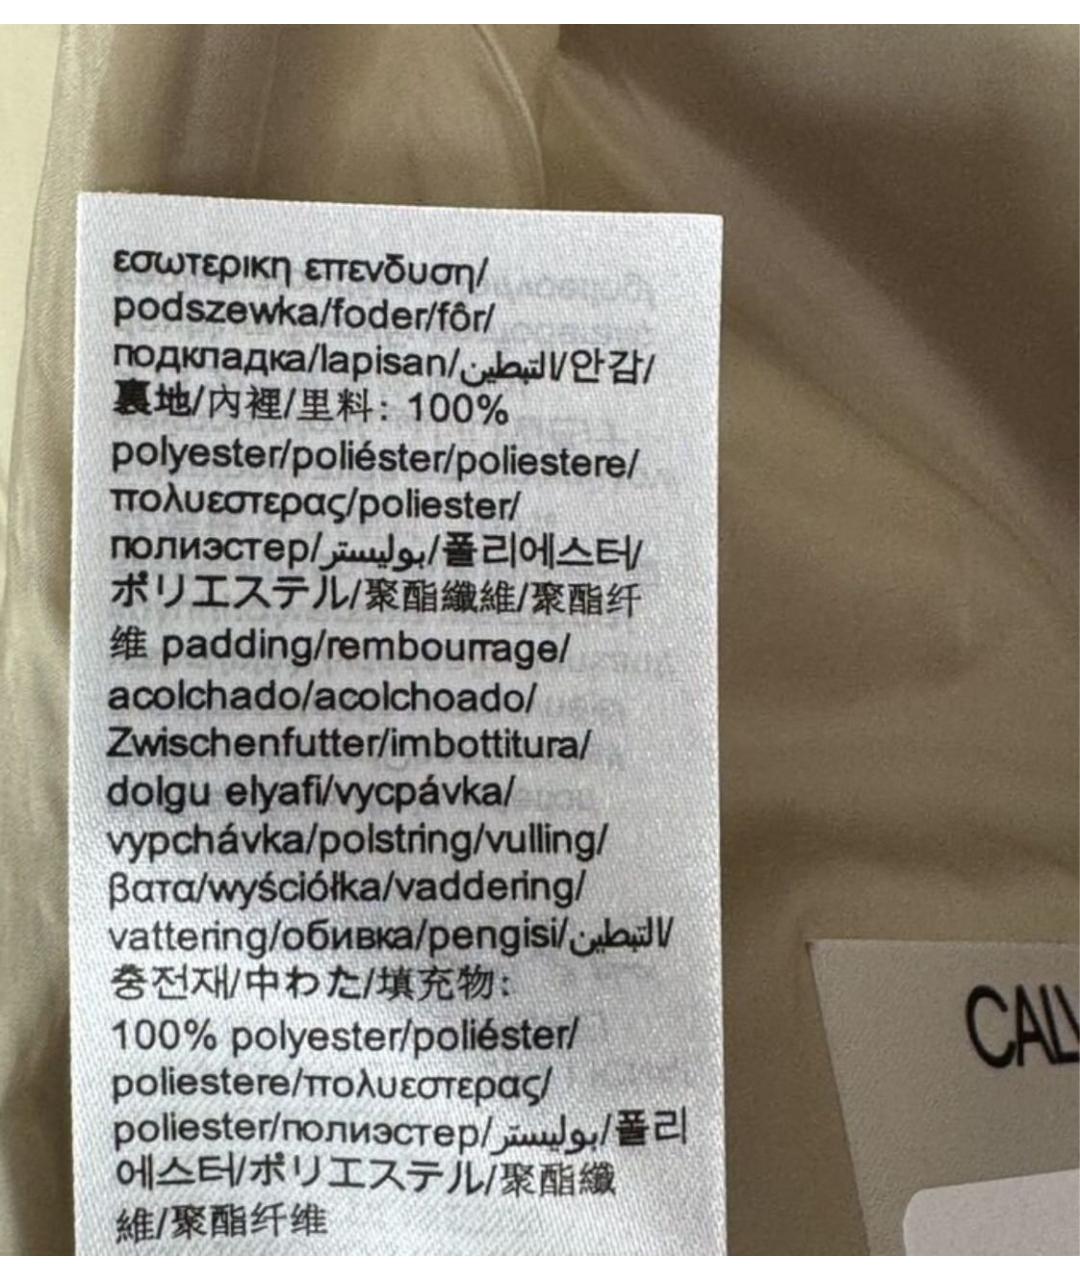 εσωτερικη επενδυση/
podszewka/foder/fôr/
подкладка/lapisan/التبطين/안감/
裏地/內裡/里料: 100%
polyester/poliéster/poliestere/
πολυεστερας/poliester/
полиэстер/بوليستر/폴리에스터/
ポリエステル/聚酯纖維/聚酯纤
维 padding/rembourrage/
acolchado/acolchoado/
Zwischenfutter/imbottitura/
dolgu elyafi/vycpávka/
vypchávka/polstring/vulling/
βατα/wyściółka/vaddering/
vattering/обивка/pengisi/التبطين/
충전재/中わた/填充物:
100% polyester/poliéster/
poliestere/πολυεστερας/
poliester/полиэстер/بوليستر/폴리
에스터/ポリエステル/聚酯纖
維/聚酯纤维
CALV